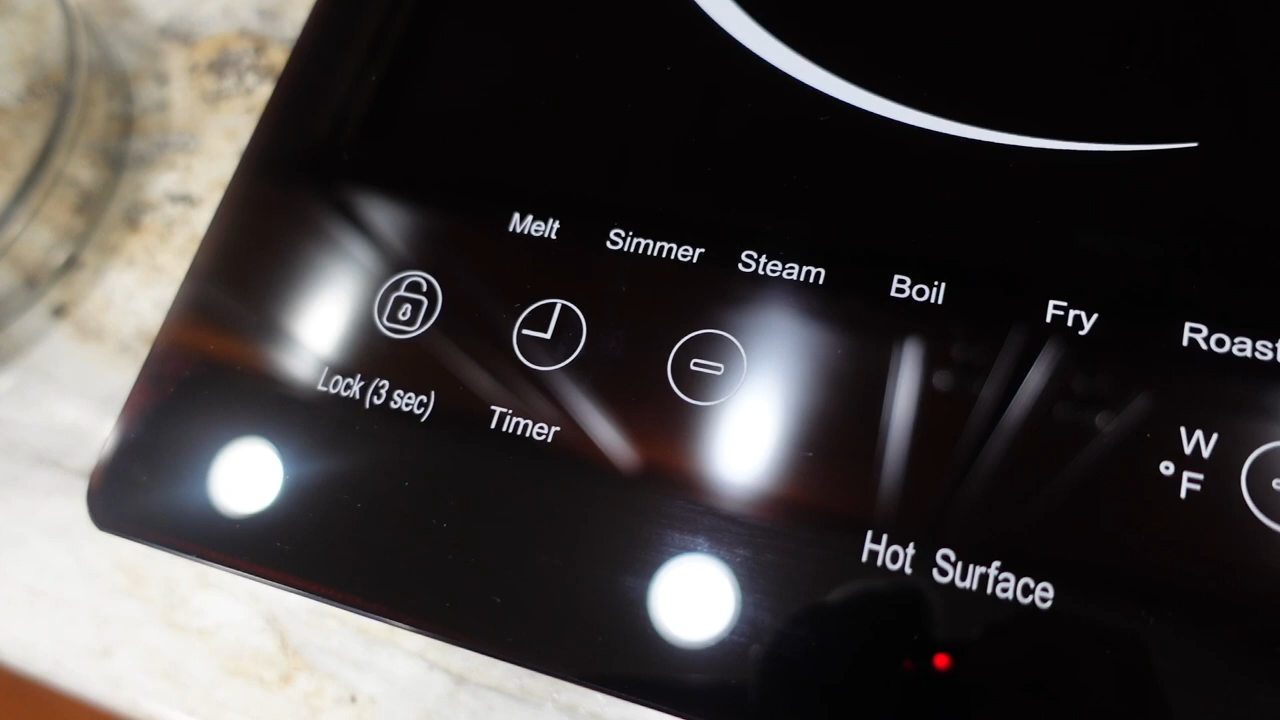 Melt Simmer Steam Boil Fry Roast
Lock (3 sec) Timer
W
°F
Hot Surface